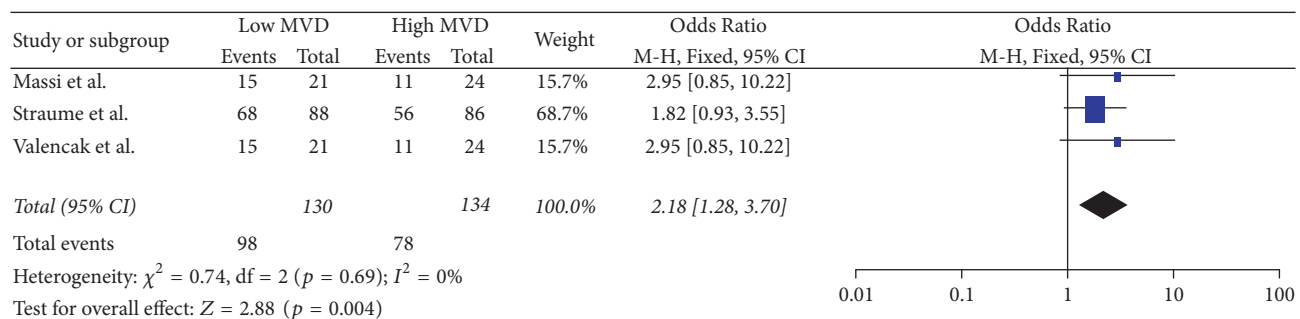 Study or subgroup Low MVD High MVD Weight Odds Ratio Odds Ratio
Events Total Events Total M-H, Fixed, 95% CI M-H, Fixed, 95% CI
Massi et al. 15 21 11 24 15.7% 2.95 [0.85, 10.22]
Straume et al. 68 88 56 86 68.7% 1.82 [0.93, 3.55]
Valencak et al. 15 21 11 24 15.7% 2.95 [0.85, 10.22]
Total (95% CI) 130 134 100.0% 2.18 [1.28, 3.70]
Total events 98 78
Heterogeneity: χ² = 0.74, df = 2 (p = 0.69); I² = 0%
Test for overall effect: Z = 2.88 (p = 0.004)
0.01 0.1 1 10 100